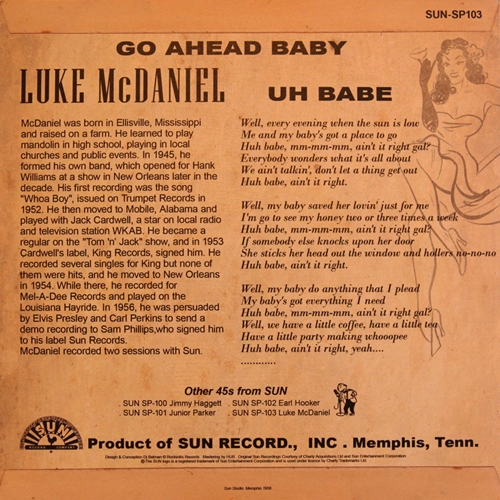 SUN-SP103
GO AHEAD BABY
LUKE McDANIEL
UH BABE
McDaniel was born in Ellisville, Mississippi
and raised on a farm. He learned to play
mandolin in high school, playing in local
churches and public events. In 1945, he
formed his own band, which opened for Hank
Williams at a show in New Orleans later in the
decade. His first recording was the song
"Whoa Boy", issued on Trumpet Records in
1952. He then moved to Mobile, Alabama and
played with Jack Cardwell, a star on local radio
and television station WKAB. He became a
regular on the "Tom 'n' Jack" show, and in 1953
Cardwell's label, King Records, signed him. He
recorded several singles for King but none of
them were hits, and he moved to New Orleans
in 1954. While there, he recorded for
Mel-A-Dee Records and played on the
Louisiana Hayride. In 1956, he was persuaded
by Elvis Presley and Carl Perkins to send a
demo recording to Sam Phillips,who signed him
to his label Sun Records.
McDaniel recorded two sessions with Sun.
Well, every evening when the sun is low
Me and my baby's got a place to go
Huh babe, mm-mm-mm, ain't it right gal?
Everybody wonders what it's all about
We ain't talkin', don't let a thing get out
Huh babe, ain't it right.
Well, my baby saved her lovin' just for me
I'm go to see my honey two or three times a week
Huh babe, mm-mm-mm, ain't it right gal?
If somebody else knocks upon her door
She sticks her head out the window and hollers no-no-no
Huh babe, ain't it right.
Well, my baby do anything that I plead
My baby's got everything I need
Huh babe, mm-mm-mm, ain't it right gal?
Well, we have a little coffee, have a little tea
Have a little party making whooopee
Huh babe, ain't it right, yeah....
............
Other 45s from SUN
. SUN SP-100 Jimmy Haggett . SUN SP-102 Earl Hooker
. SUN SP-101 Junior Parker . SUN SP-103 Luke McDaniel
SUN
Product of SUN RECORD., INC . Memphis, Tenn.